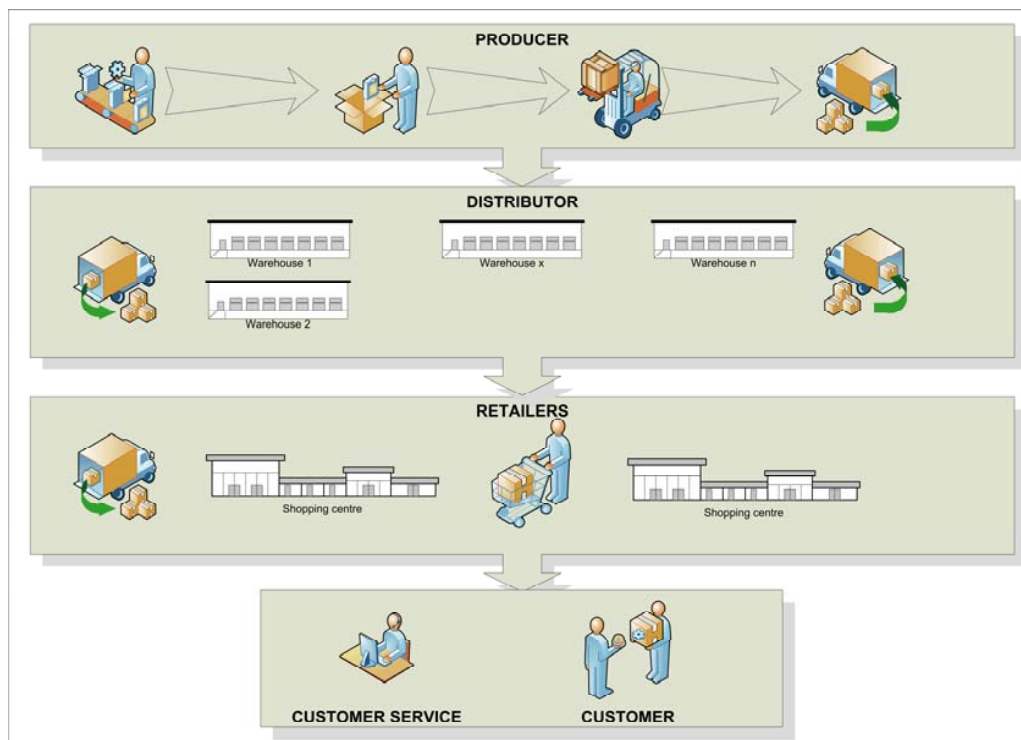 PRODUCER
DISTRIBUTOR
Warehouse 1
Warehouse x
Warehouse n
Warehouse 2
RETAILERS
Shopping centre
Shopping centre
CUSTOMER SERVICE
CUSTOMER